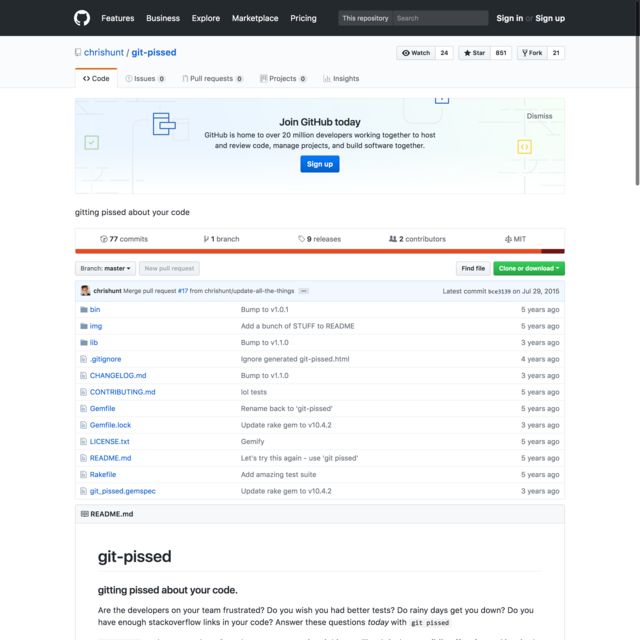 Features Business Explore Marketplace Pricing This repository Search Sign in or Sign up
chrishunt / git-pissed Watch 24 Star 651 Fork 21
Code Issues 0 Pull requests 0 Projects 0 Insights
Dismiss
Join GitHub today
GitHub is home to over 20 million developers working together to host
and review code, manage projects, and build software together.
Sign up
gitting pissed about your code
77 commits 1 branch 9 releases 2 contributors MIT
Branch: master New pull request Find file Clone or download
chrishunt Merge pull request #17 from chrishunt/update-all-the-things Latest commit bce3139 on Jul 29, 2015
bin Bump to v1.0.1 5 years ago
img Add a bunch of STUFF to README 5 years ago
lib Bump to v1.1.0 3 years ago
.gitignore Ignore generated git-pissed.html 4 years ago
CHANGELOG.md Bump to v1.1.0 3 years ago
CONTRIBUTING.md lol tests 5 years ago
Gemfile Rename back to 'git-pissed' 5 years ago
Gemfile.lock Update rake gem to v10.4.2 3 years ago
LICENSE.txt Gemify 5 years ago
README.md Let's try this again - use 'git pissed' 5 years ago
Rakefile Add amazing test suite 5 years ago
git_pissed.gemspec Update rake gem to v10.4.2 3 years ago
README.md
git-pissed
gitting pissed about your code.
Are the developers on your team frustrated? Do you wish you had better tests? Do rainy days get you down? Do you
have enough stackoverflow links in your code? Answer these questions today with git pissed